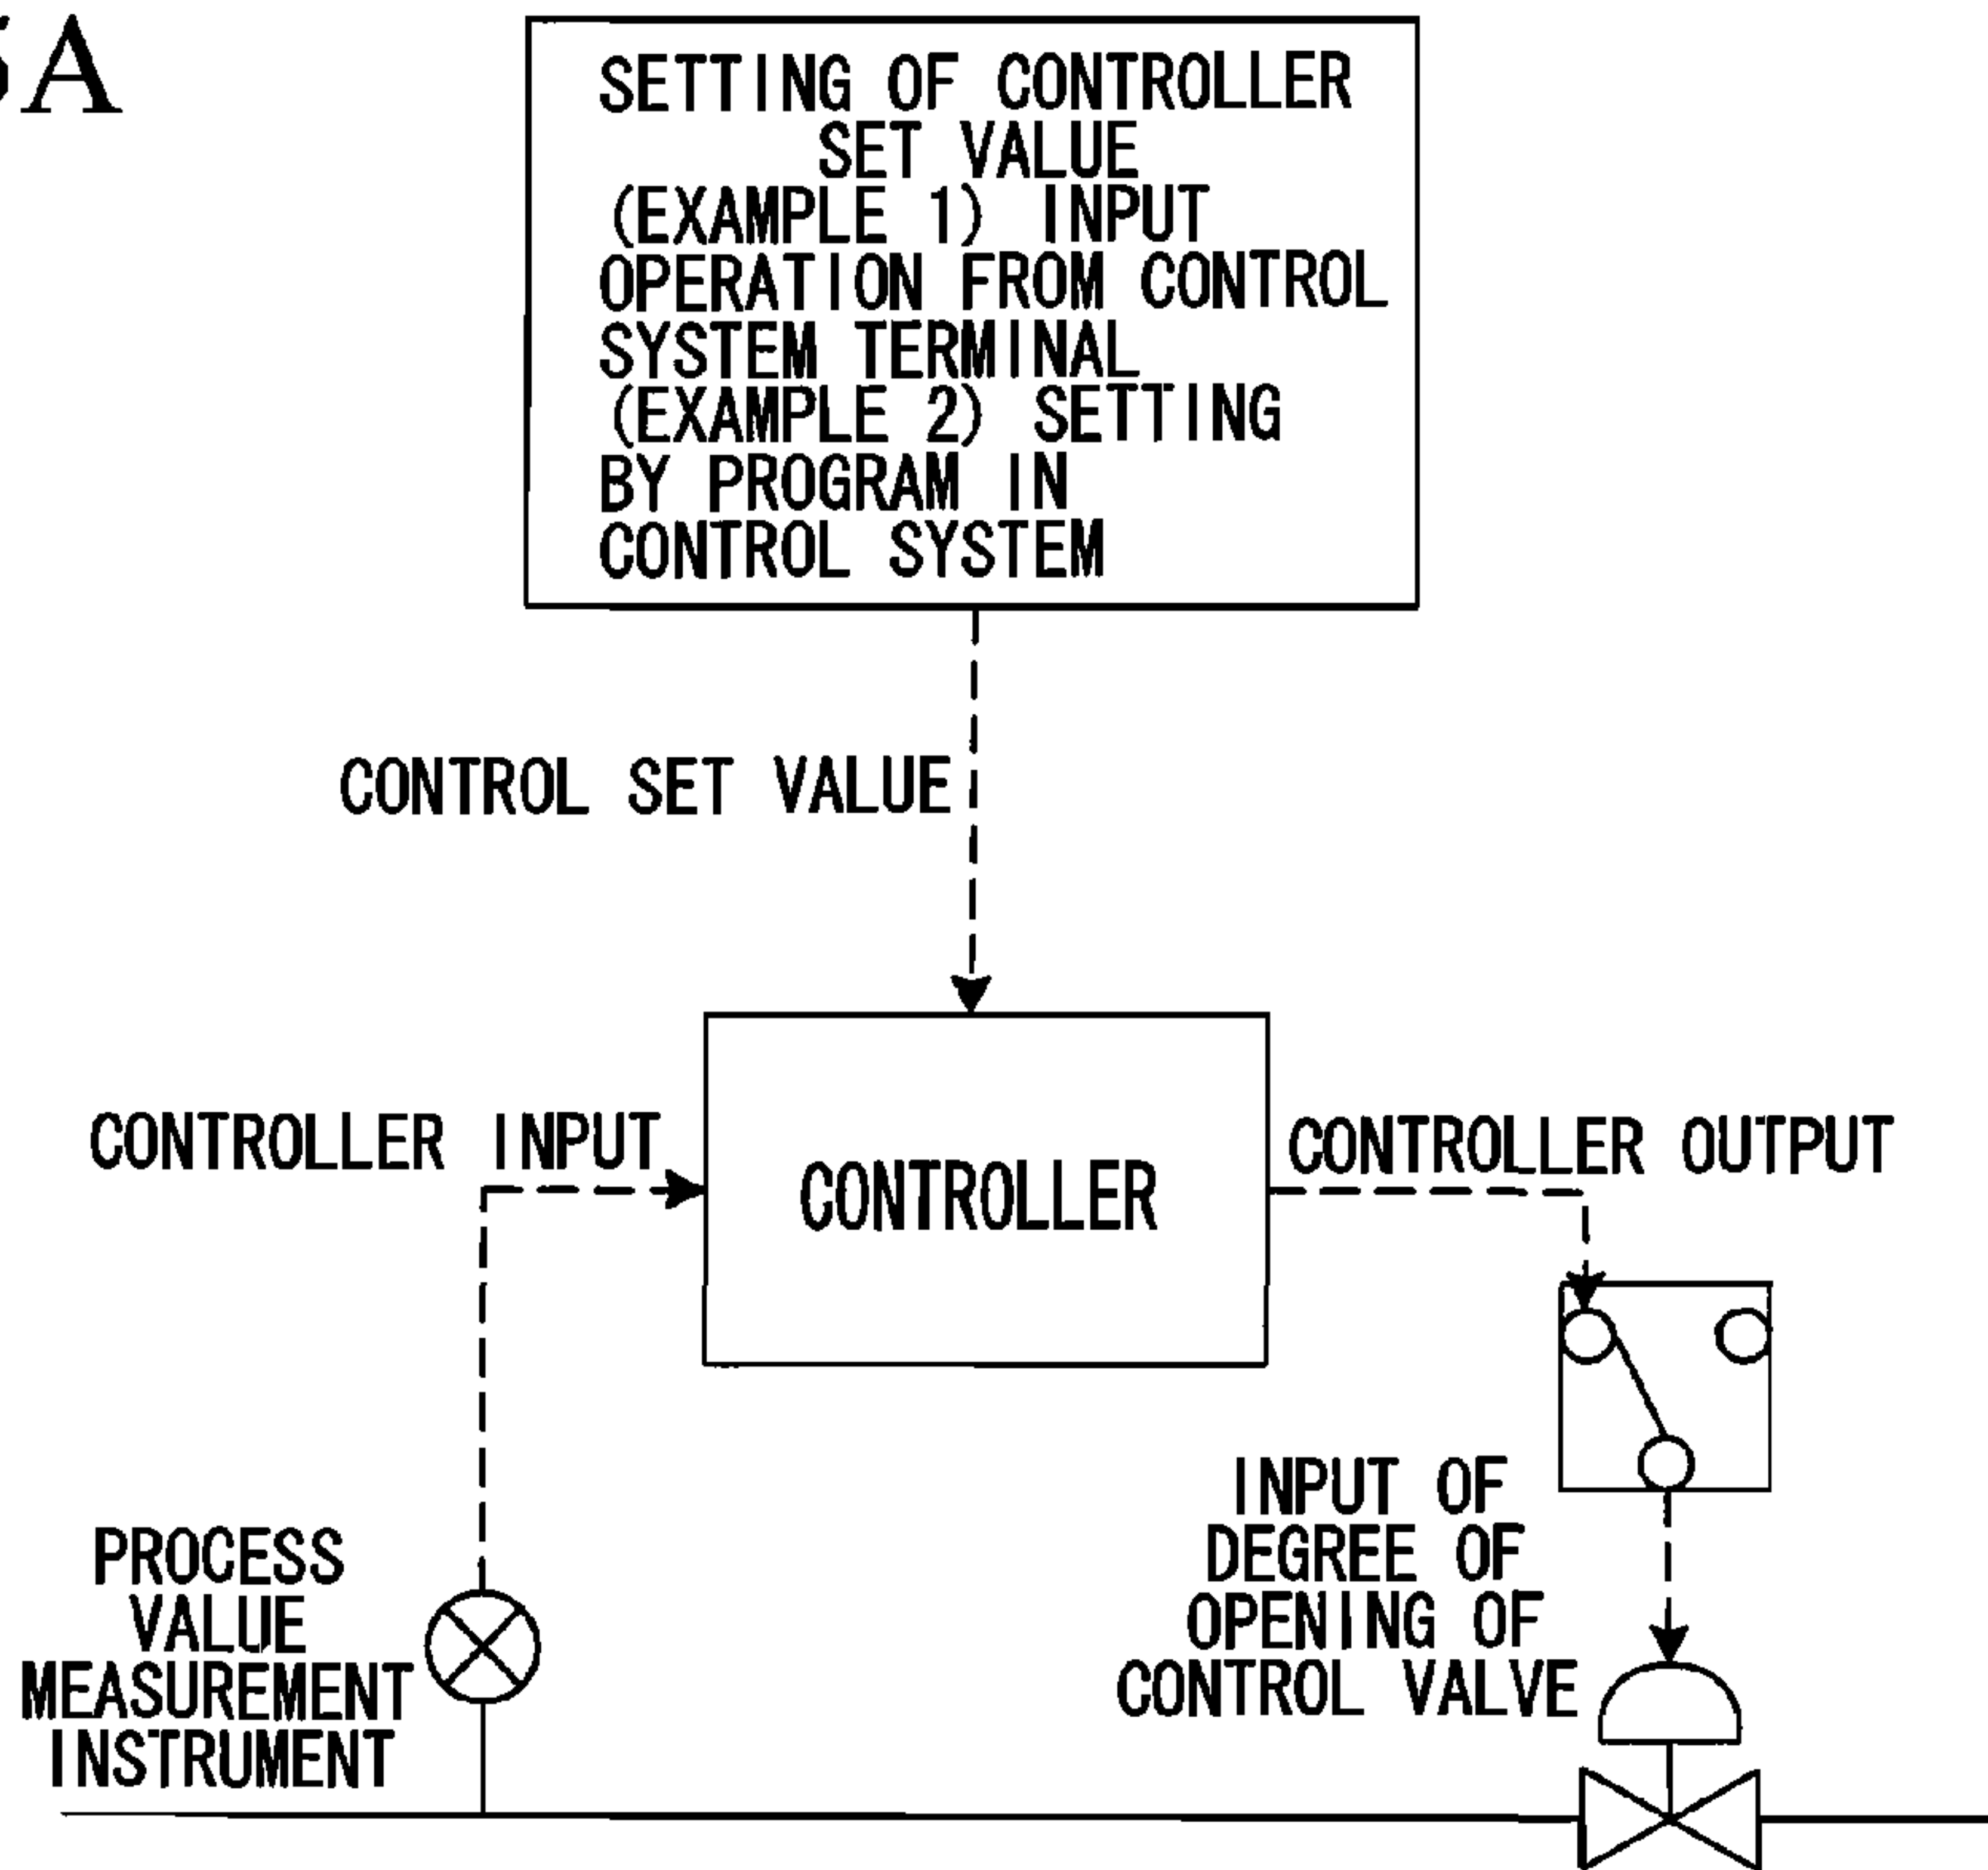 A
SETTING OF CONTROLLER
SET VALUE
(EXAMPLE 1) INPUT
OPERATION FROM CONTROL
SYSTEM TERMINAL
(EXAMPLE 2) SETTING
BY PROGRAM IN
CONTROL SYSTEM
CONTROL SET VALUE
CONTROLLER INPUT
CONTROLLER
CONTROLLER OUTPUT
INPUT OF
DEGREE OF
OPENING OF
CONTROL VALVE
PROCESS
VALUE
MEASUREMENT
INSTRUMENT